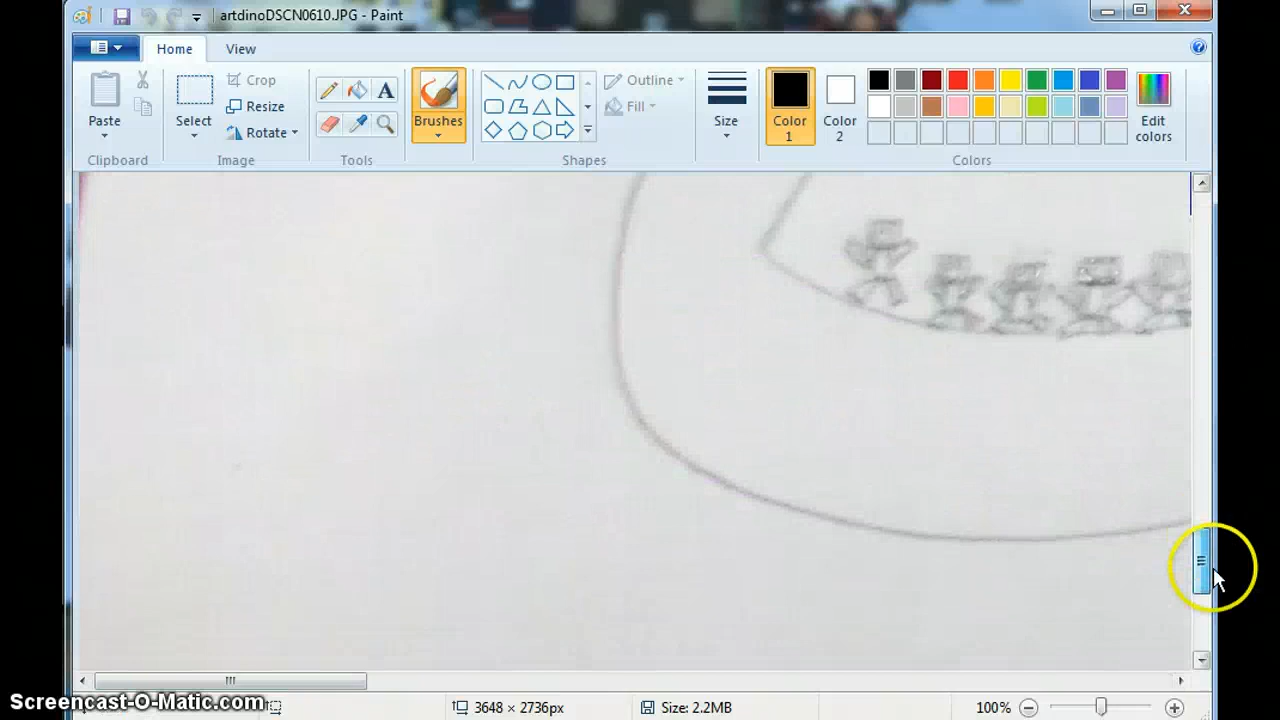 artdinoDSCN0610.JPG - Paint
Home View
Paste
Select
Crop
Resize
Rotate
A
Brushes
Outline
Fill
Size
Color 1
Color 2
Edit colors
Clipboard Image Tools Shapes Colors
3648 × 2736px
Size: 2.2MB
100%
Screencast-O-Matic.com